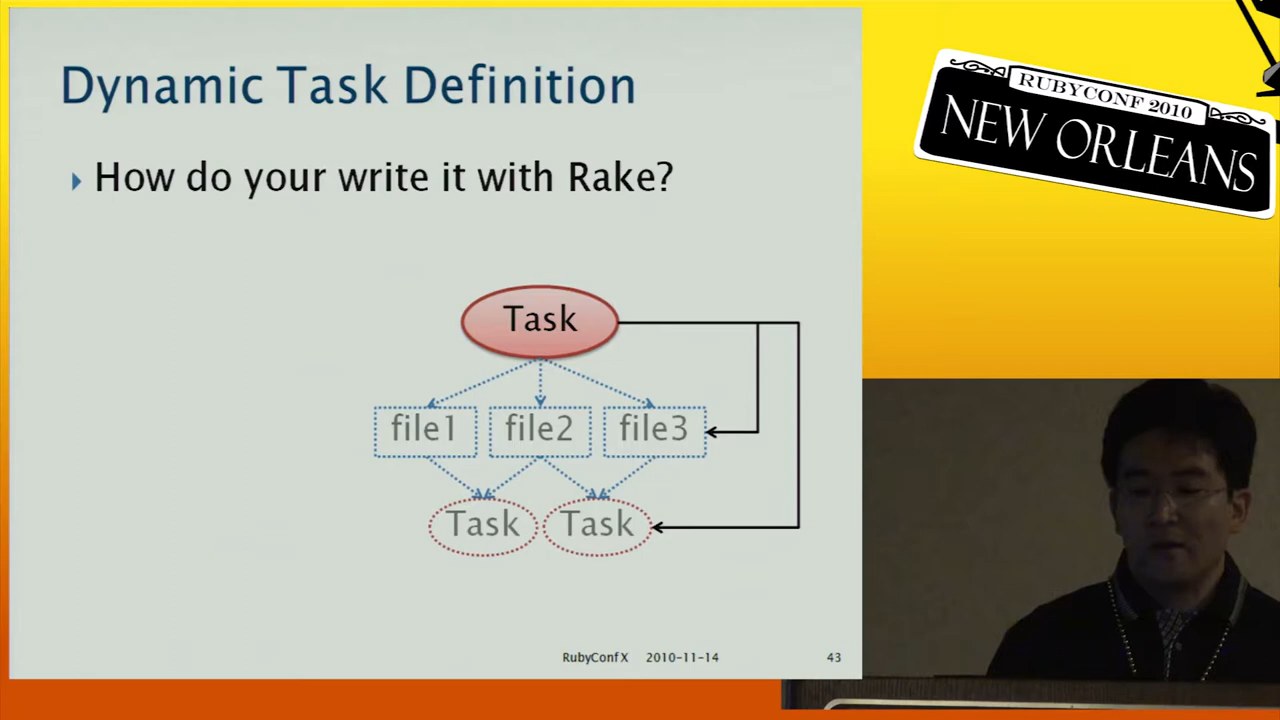 Dynamic Task Definition
How do your write it with Rake?
Task
file1 file2 file3
Task Task
RubyConf X 2010-11-14 43
RUBYCONF 2010
NEW ORLEANS